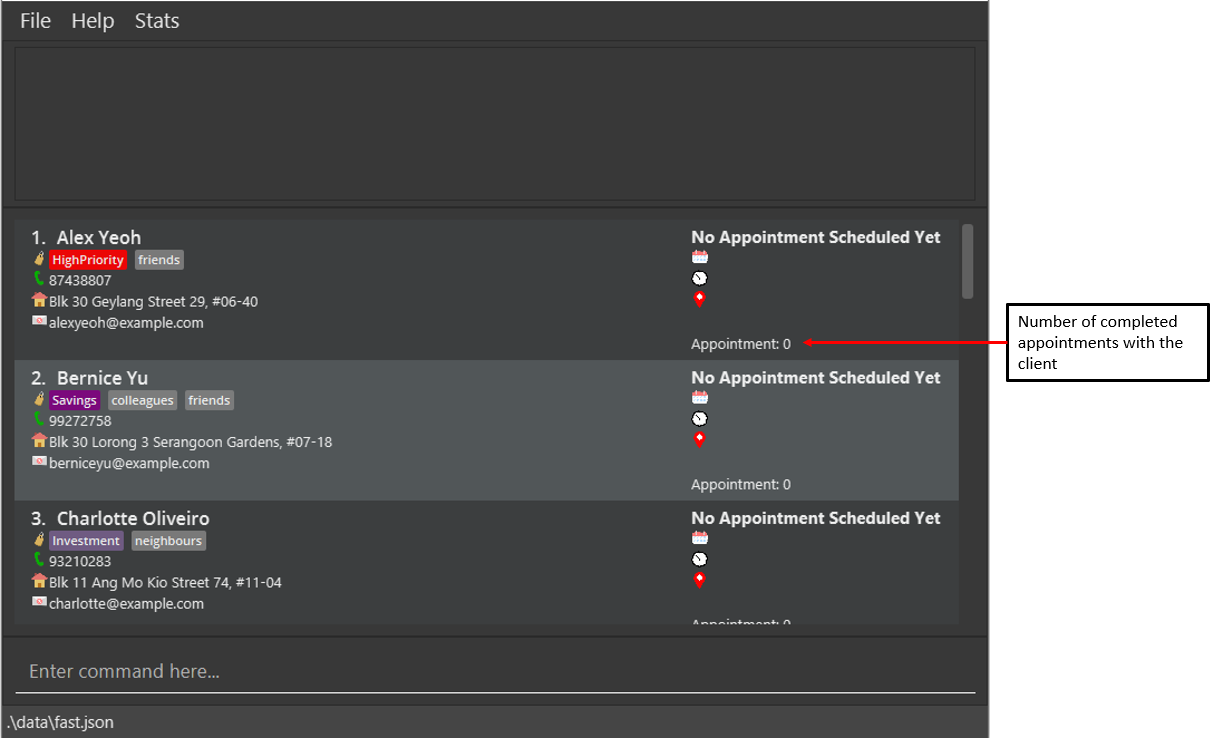 File Help Stats
1. Alex Yeoh
HighPriority friends
87438807
Blk 30 Geylang Street 29, #06-40
alexyeoh@example.com
No Appointment Scheduled Yet
Appointment: 0
Number of completed
appointments with the
client
2. Bernice Yu
Savings colleagues friends
99272758
Blk 30 Lorong 3 Serangoon Gardens, #07-18
berniceyu@example.com
No Appointment Scheduled Yet
Appointment: 0
3. Charlotte Oliveiro
Investment neighbours
93210283
Blk 11 Ang Mo Kio Street 74, #11-04
charlotte@example.com
No Appointment Scheduled Yet
Appointment: 0
Enter command here...
.\data\fast.json